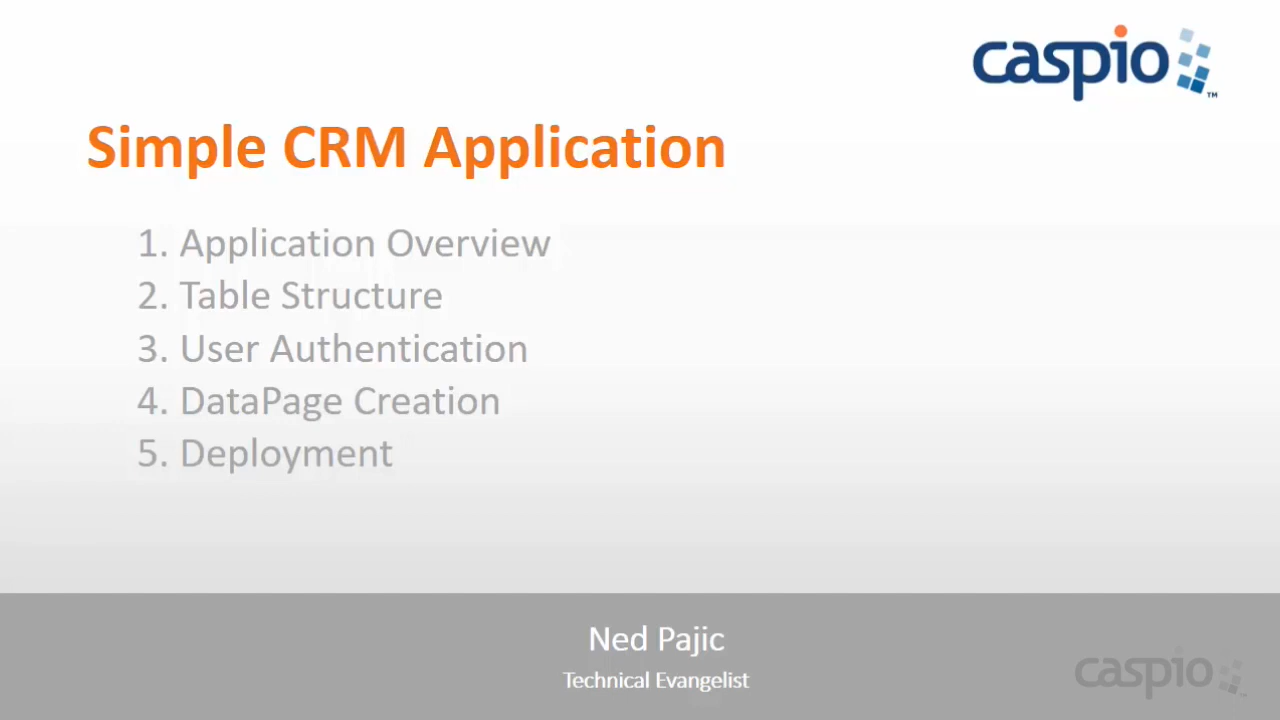 caspio™
Simple CRM Application
1. Application Overview
2. Table Structure
3. User Authentication
4. DataPage Creation
5. Deployment
Ned Pajic
Technical Evangelist
caspio